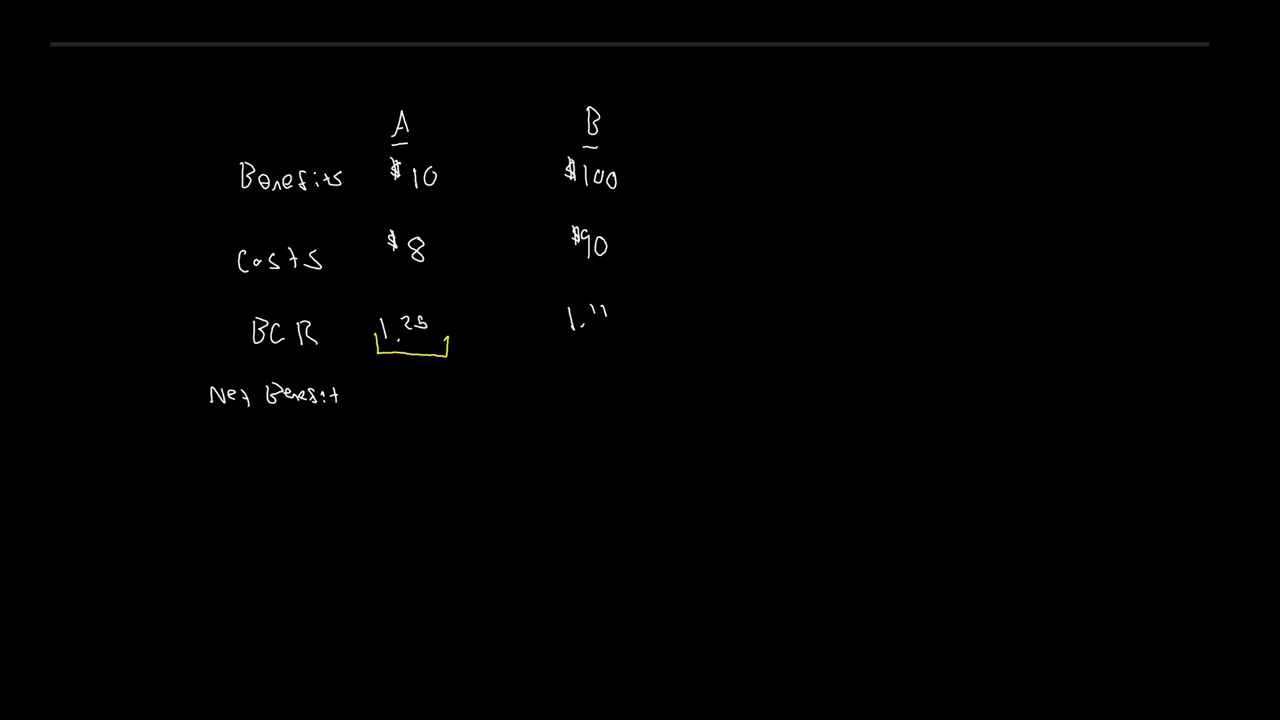 A B
Benefits $10 $100
Costs $8 $90
BCR 1.25 1.11
Net Benefit